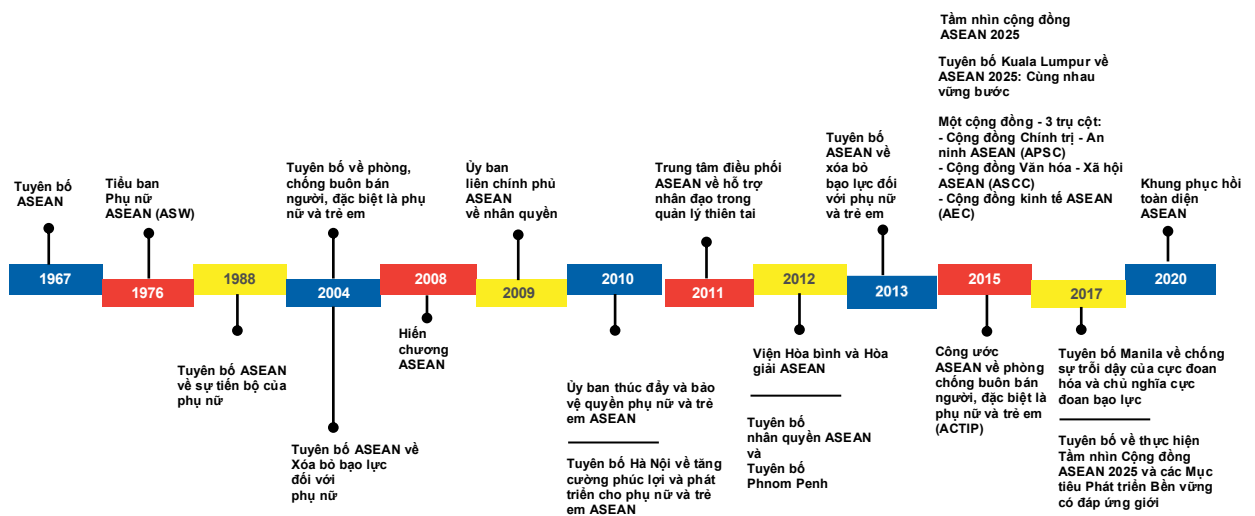 Tuyên bố
ASEAN
1967
Tiểu ban
Phụ nữ
ASEAN (ASW)
1976
1988
Tuyên bố ASEAN
về sự tiến bộ của
phụ nữ
Tuyên bố về phòng,
chống buôn bán
người, đặc biệt là phụ
nữ và trẻ em
2004
Tuyên bố ASEAN về
Xóa bỏ bạo lực
đối với
phụ nữ
2008
Hiến
chương
ASEAN
Ủy ban
liên chính phủ
ASEAN
về nhân quyền
2009
2010
Ủy ban thúc đẩy và bảo
vệ quyền phụ nữ và trẻ
em ASEAN
Tuyên bố Hà Nội về tăng
cường phúc lợi và phát
triển cho phụ nữ và trẻ
em ASEAN
Trung tâm điều phối
ASEAN về hỗ trợ
nhân đạo trong
quản lý thiên tai
2011
2012
Viện Hòa bình và Hòa
giải ASEAN
Tuyên bố
nhân quyền ASEAN
và
Tuyên bố
Phnom Penh
Tuyên bố
ASEAN về
xóa bỏ
bạo lực đối
với phụ nữ
và trẻ em
2013
Tầm nhìn cộng đồng
ASEAN 2025
Tuyên bố Kuala Lumpur về
ASEAN 2025: Cùng nhau
vững bước
Một cộng đồng - 3 trụ cột:
- Cộng đồng Chính trị - An
ninh ASEAN (APSC)
- Cộng đồng Văn hóa - Xã hội
ASEAN (ASCC)
- Cộng đồng kinh tế ASEAN
(AEC)
2015
Công ước
ASEAN về phòng
chống buôn bán
người, đặc biệt là
phụ nữ và trẻ em
(ACTIP)
2017
Tuyên bố Manila về chống
sự trỗi dậy của cực đoan
hóa và chủ nghĩa cực
đoan bạo lực
Tuyên bố về thực hiện
Tầm nhìn Cộng đồng
ASEAN 2025 và các Mục
tiêu Phát triển Bền vững
có đáp ứng giới
Khung phục hồi
toàn diện
ASEAN
2020